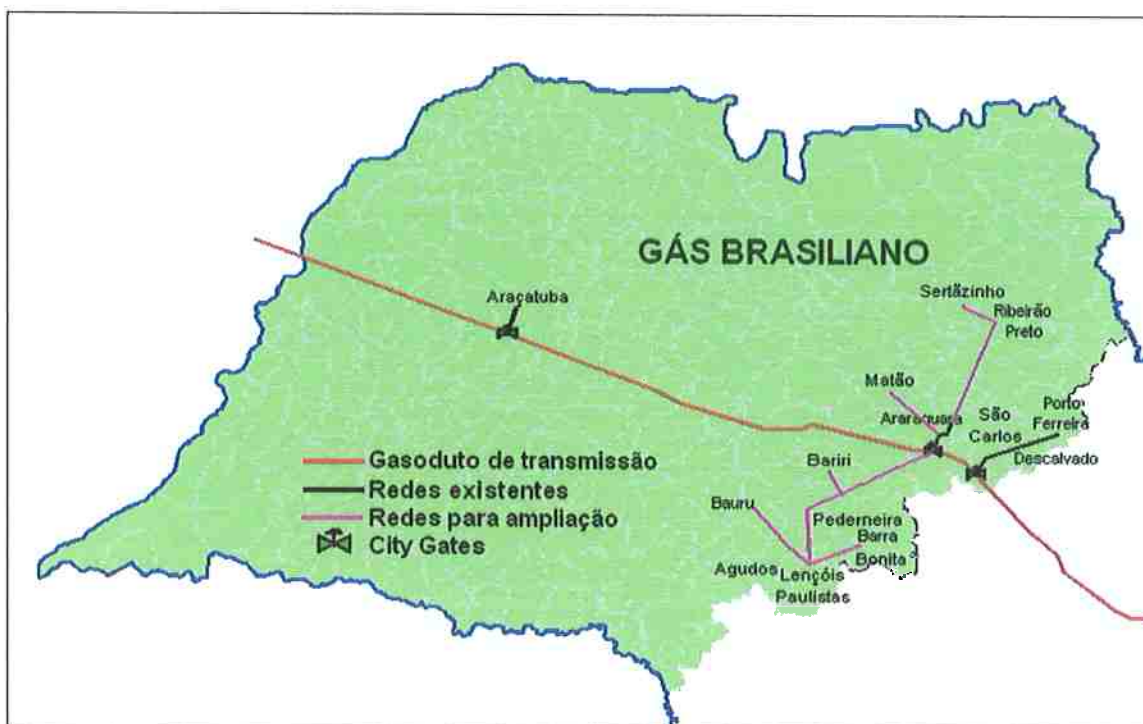 GÁS BRASILIANO
Sertãzinho
Araçatuba
Ribeirão
Preto
Matão
Araraquara
São
Carlos
Porto
Ferreira
Descalvado
Gasoduto de transmissão
Redes existentes
Redes para ampliação
City Gates
Bariri
Bauru
Pederneira
Barra
Bonita
Agudos
Lençóis
Paulistas